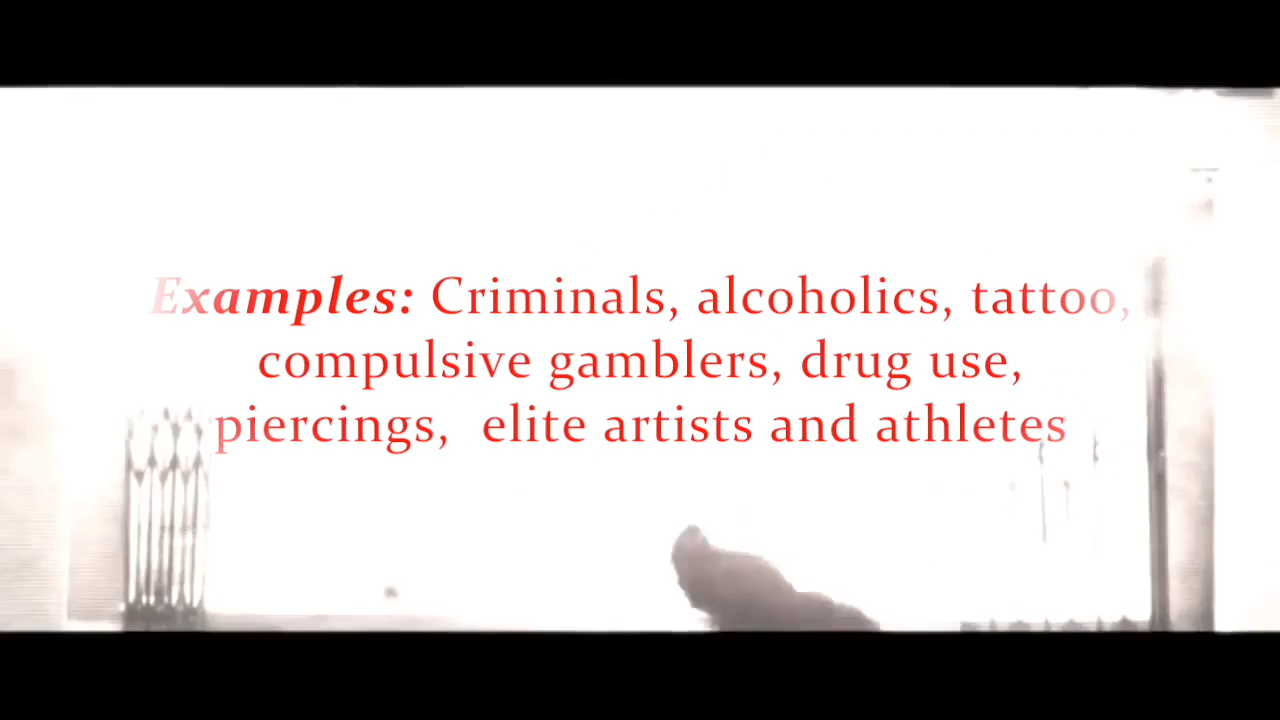 Examples: Criminals, alcoholics, tattoo,
compulsive gamblers, drug use,
piercings, elite artists and athletes